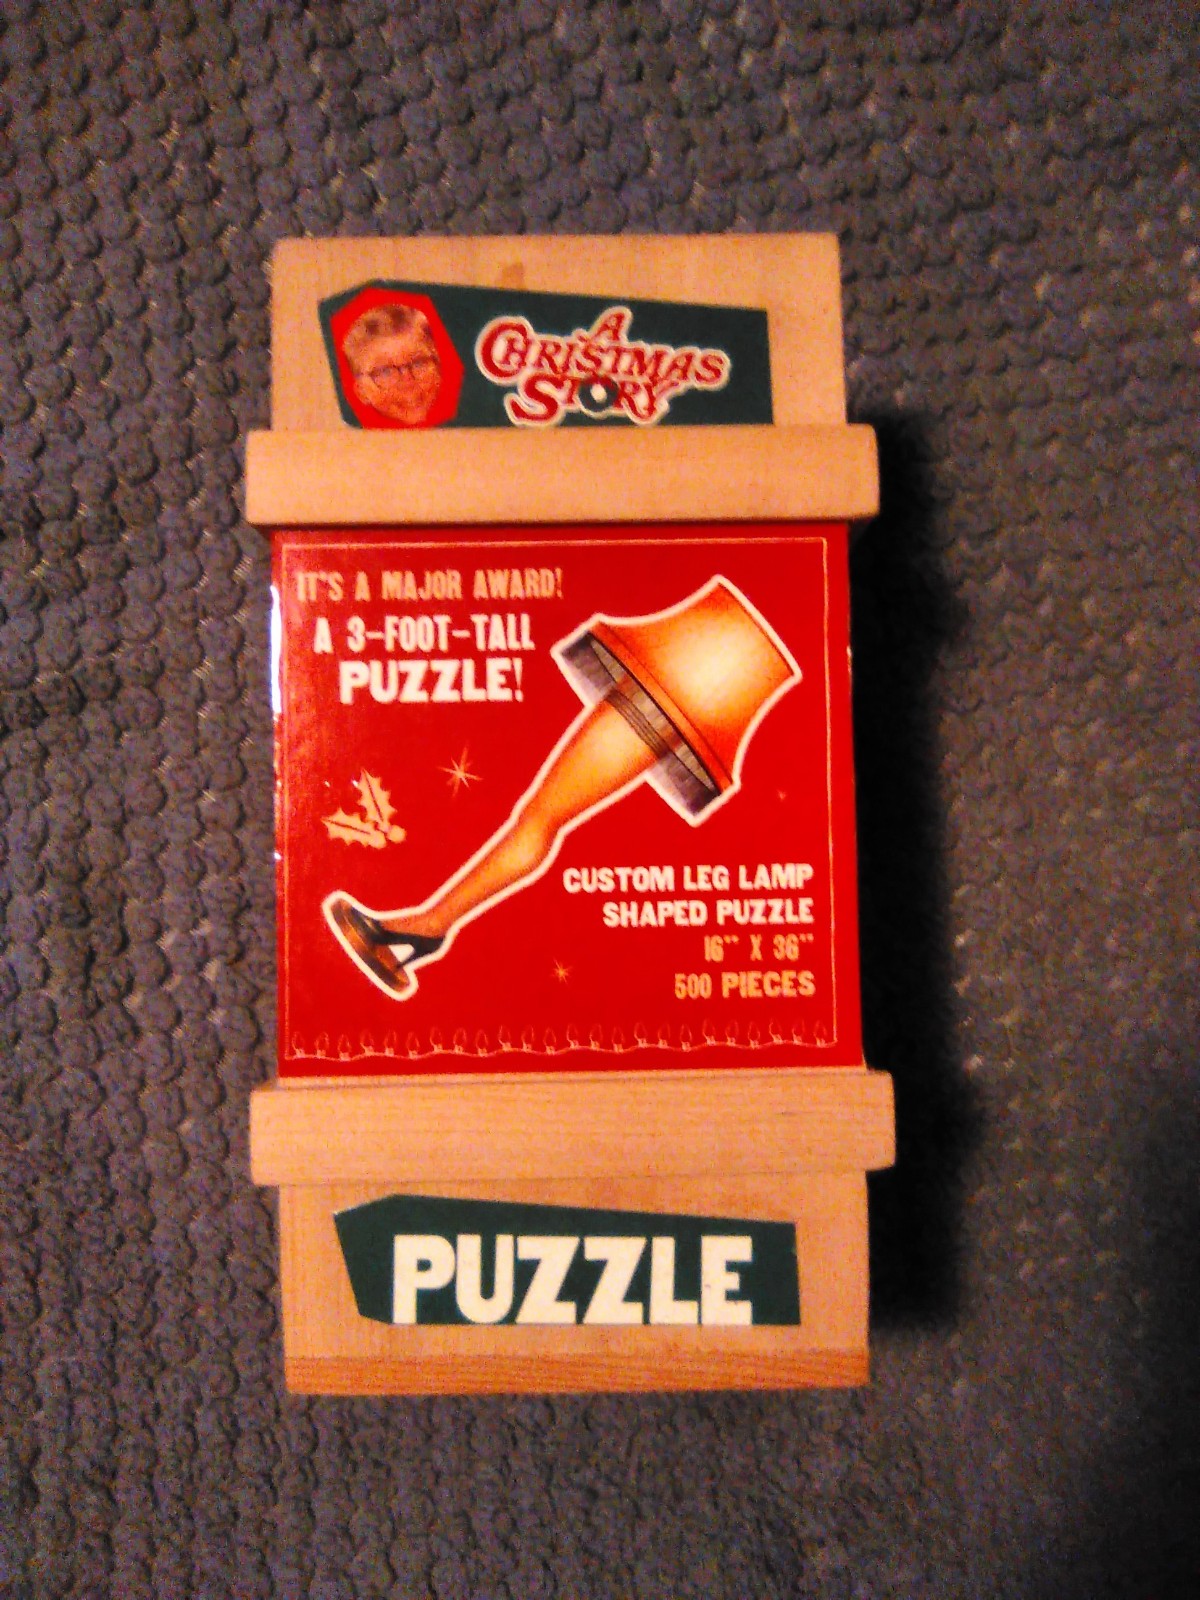 A
CHRISTMAS
STORY
IT'S A MAJOR AWARD!
A 3-FOOT-TALL
PUZZLE!
CUSTOM LEG LAMP
SHAPED PUZZLE
16" X 36"
500 PIECES
PUZZLE